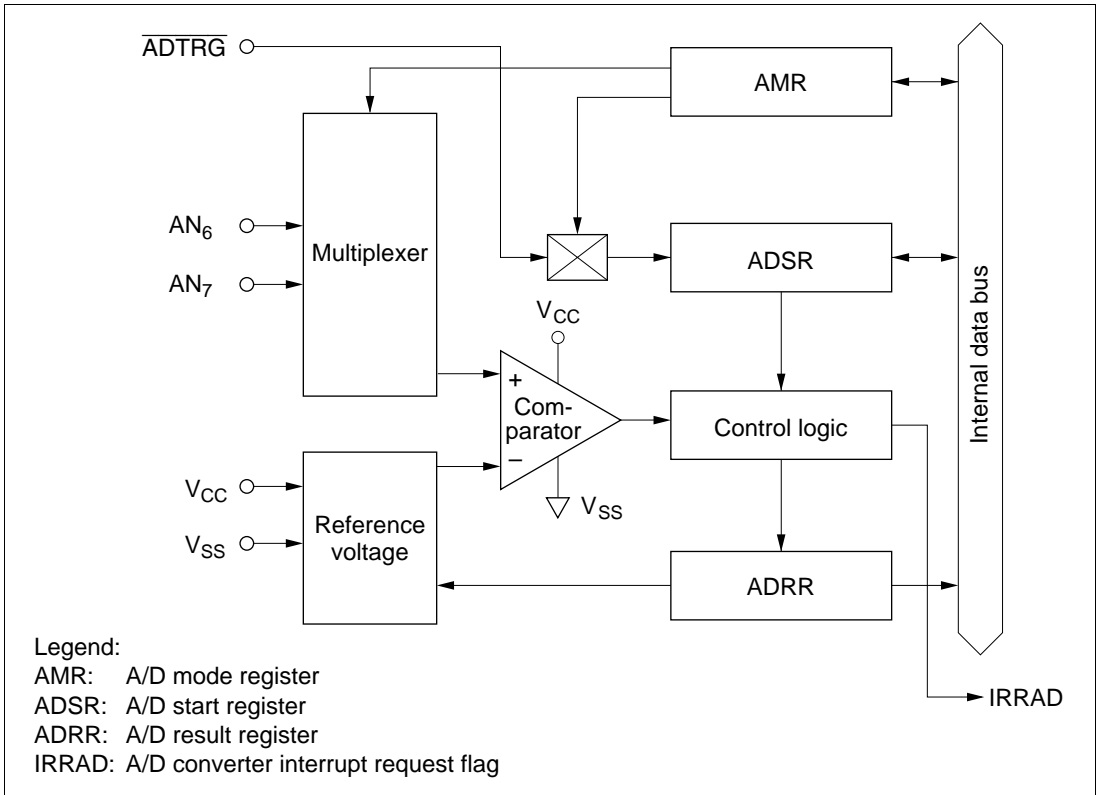 ADTRG
AMR
AN6
AN7
Multiplexer
ADSR
VCC
+
Com-
parator
−
Control logic
VSS
VCC
VSS
Reference
voltage
ADRR
Internal data bus
IRRAD
Legend:
AMR: A/D mode register
ADSR: A/D start register
ADRR: A/D result register
IRRAD: A/D converter interrupt request flag